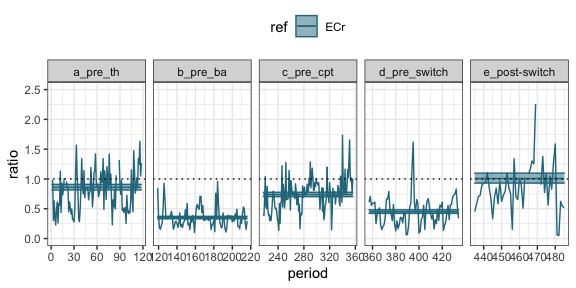 ref ECr
a_pre_th b_pre_ba c_pre_cpt d_pre_switch e_post-switch
2.5
2.0
1.5
1.0
0.5
0.0
0 30 60 90 120 120 140 160 180 200 220 240 280 320 360 360 380 400 420 440 450 460 470 480
ratio
period